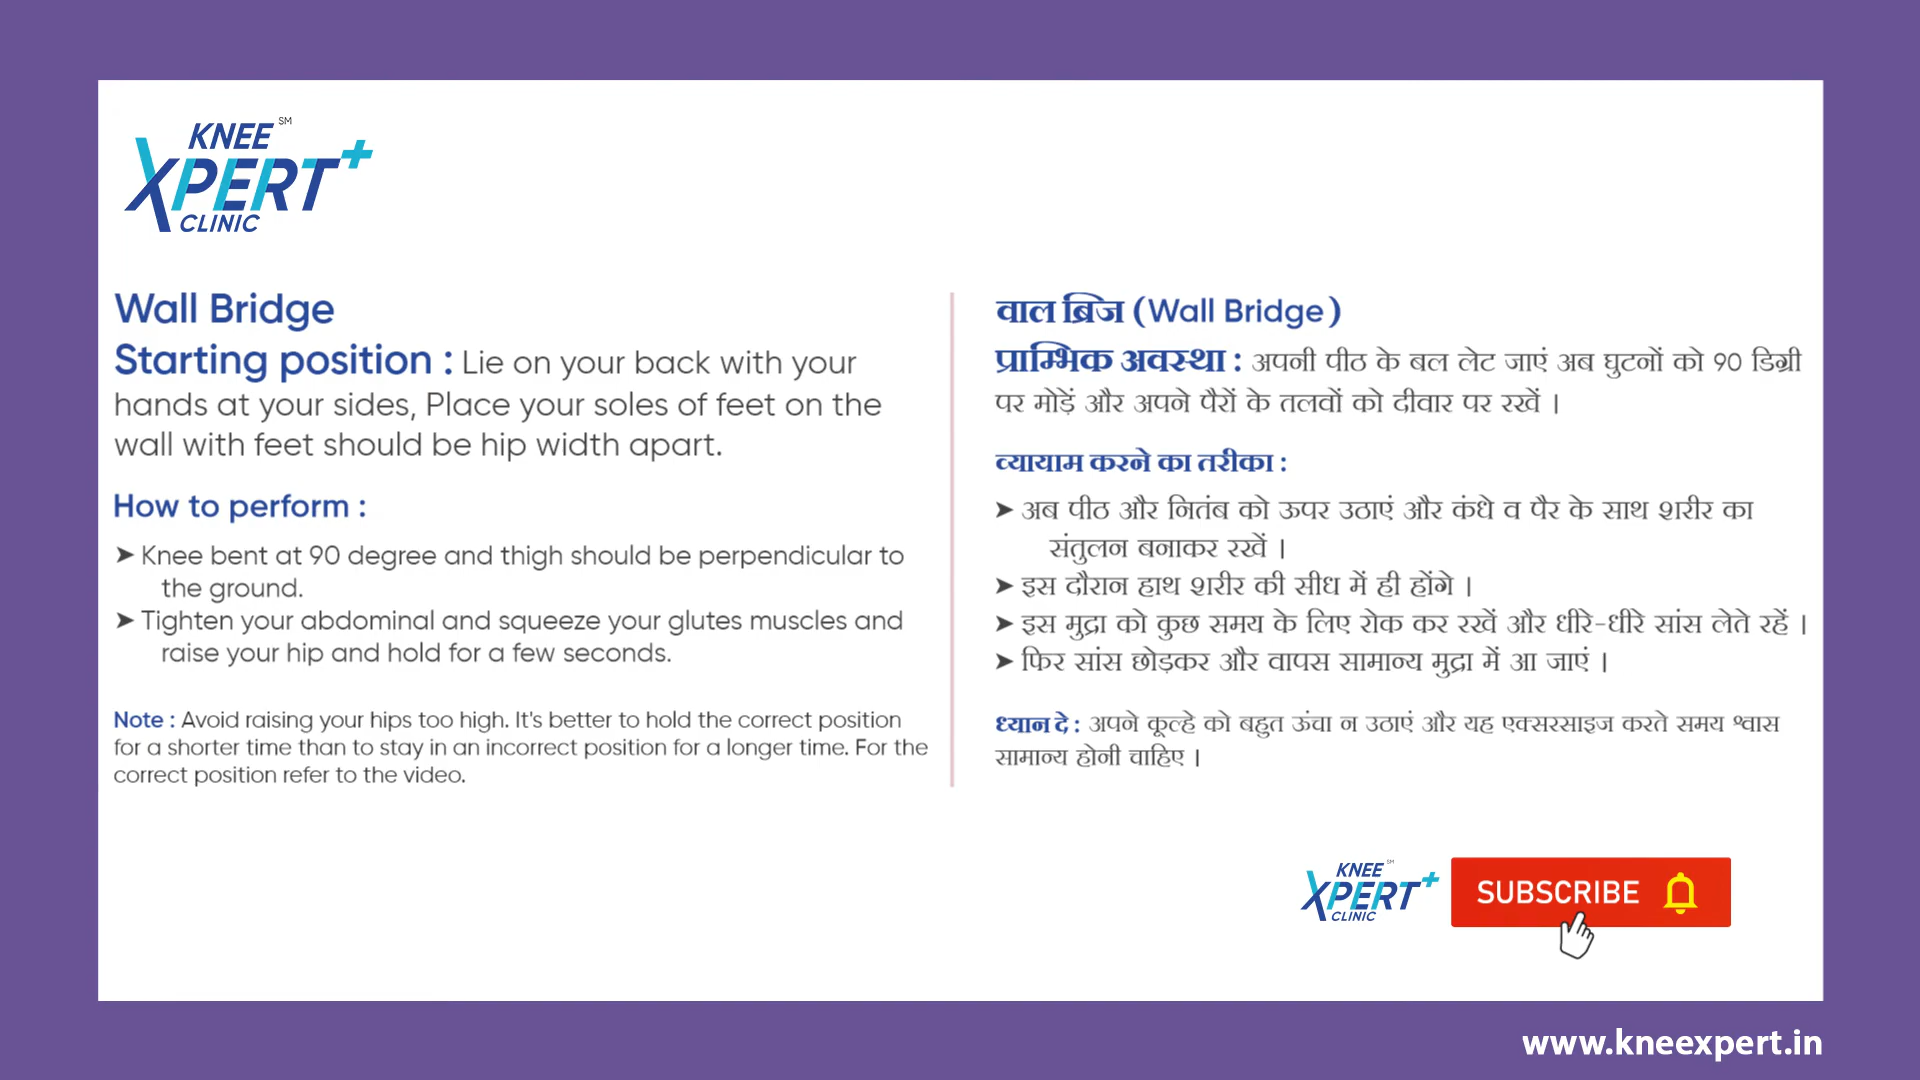 KNEE SM
XPERT+
CLINIC
Wall Bridge
Starting position : Lie on your back with your
hands at your sides, Place your soles of feet on the
wall with feet should be hip width apart.
How to perform :
➤ Knee bent at 90 degree and thigh should be perpendicular to
the ground.
➤ Tighten your abdominal and squeeze your glutes muscles and
raise your hip and hold for a few seconds.
Note : Avoid raising your hips too high. It's better to hold the correct position
for a shorter time than to stay in an incorrect position for a longer time. For the
correct position refer to the video.
वाल ब्रिज (Wall Bridge)
प्राम्भिक अवस्था : अपनी पीठ के बल लेट जाएं अब घुटनों को 90 डिग्री
पर मोड़ें और अपने पैरों के तलवों को दीवार पर रखें ।
व्यायाम करने का तरीका :
➤ अब पीठ और नितंब को ऊपर उठाएं और कंधे व पैर के साथ शरीर का
संतुलन बनाकर रखें ।
➤ इस दौरान हाथ शरीर की सीध में ही होंगे ।
➤ इस मुद्रा को कुछ समय के लिए रोक कर रखें और धीरे-धीरे सांस लेते रहें ।
➤ फिर सांस छोड़कर और वापस सामान्य मुद्रा में आ जाएं ।
ध्यान दे : अपने कूल्हे को बहुत ऊंचा न उठाएं और यह एक्सरसाइज करते समय श्वास
सामान्य होनी चाहिए ।
KNEE SM
XPERT+
CLINIC
SUBSCRIBE
www.kneexpert.in